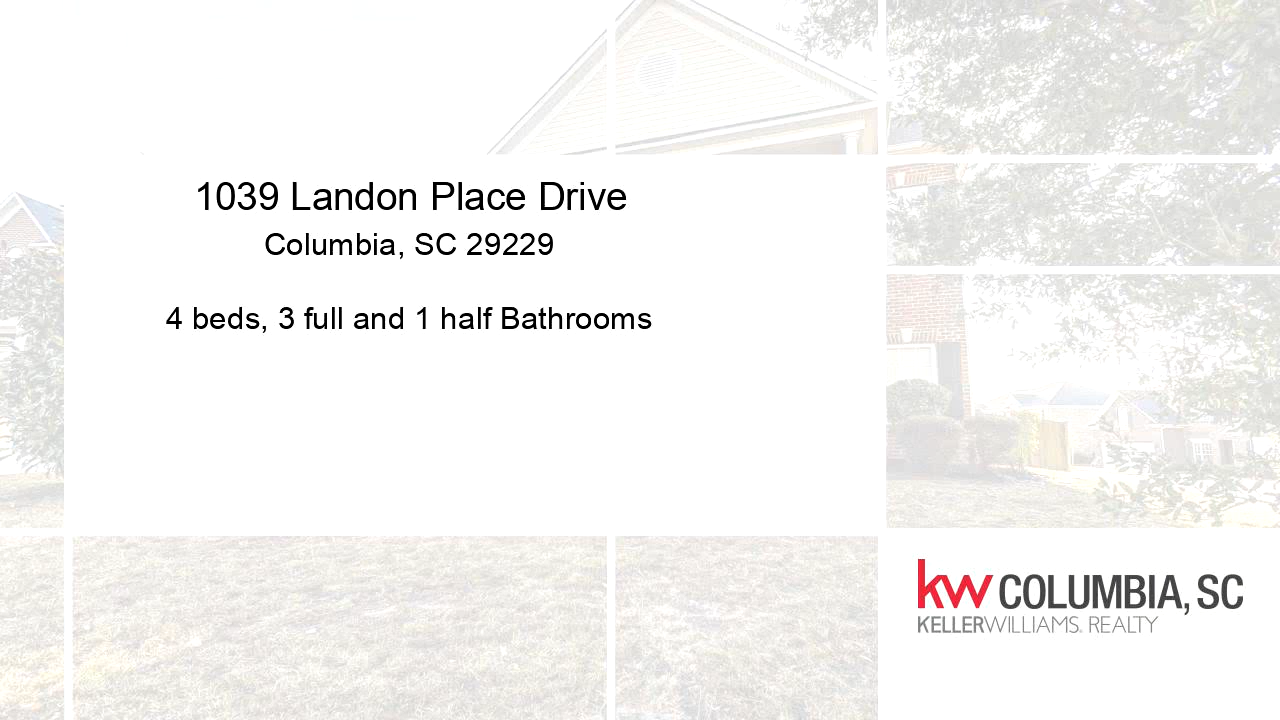 1039 Landon Place Drive
Columbia, SC 29229
4 beds, 3 full and 1 half Bathrooms
kw COLUMBIA, SC
KELLERWILLIAMS. REALTY